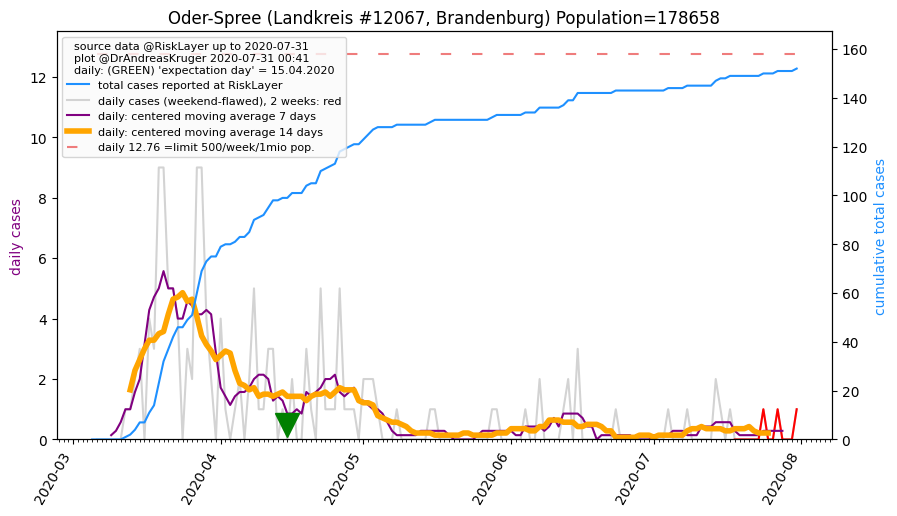 Oder-Spree (Landkreis #12067, Brandenburg) Population=178658
source data @RiskLayer up to 2020-07-31
plot @DrAndreasKruger 2020-07-31 00:41
daily: (GREEN) 'expectation day' = 15.04.2020
total cases reported at RiskLayer
daily cases (weekend-flawed), 2 weeks: red
daily: centered moving average 7 days
daily: centered moving average 14 days
daily 12.76 =limit 500/week/1mio pop.
daily cases
12
10
8
6
4
2
0
160
140
120
100
80
60
40
20
0
cumulative total cases
2020-03
2020-04
2020-05
2020-06
2020-07
2020-08